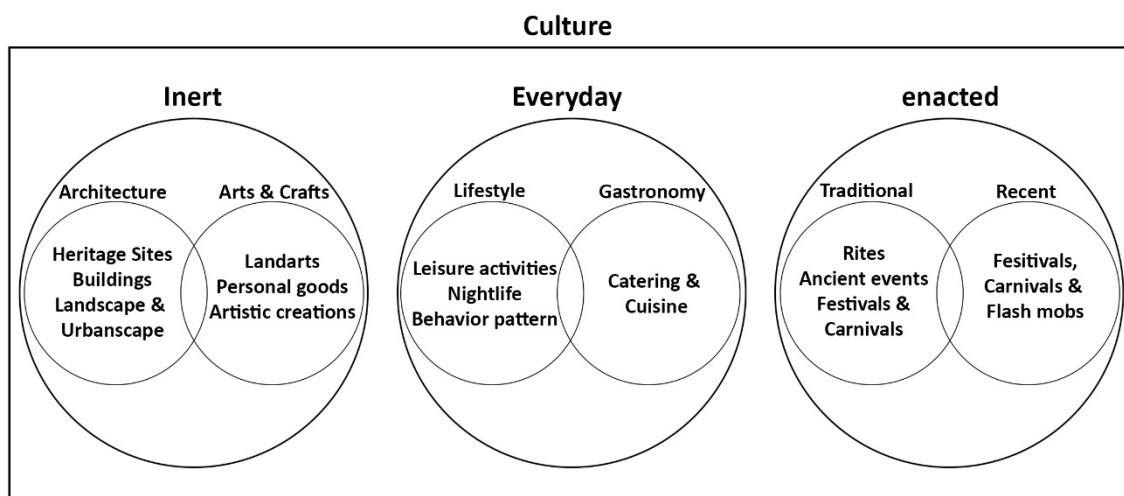 Culture
Inert
Architecture
Arts & Crafts
Heritage Sites
Buildings
Landscape &
Urbanscape
Landarts
Personal goods
Artistic creations
Everyday
Lifestyle
Gastronomy
Leisure activities
Nightlife
Behavior pattern
Catering &
Cuisine
enacted
Traditional
Recent
Rites
Ancient events
Festivals &
Carnivals
Fesitivals,
Carnivals &
Flash mobs